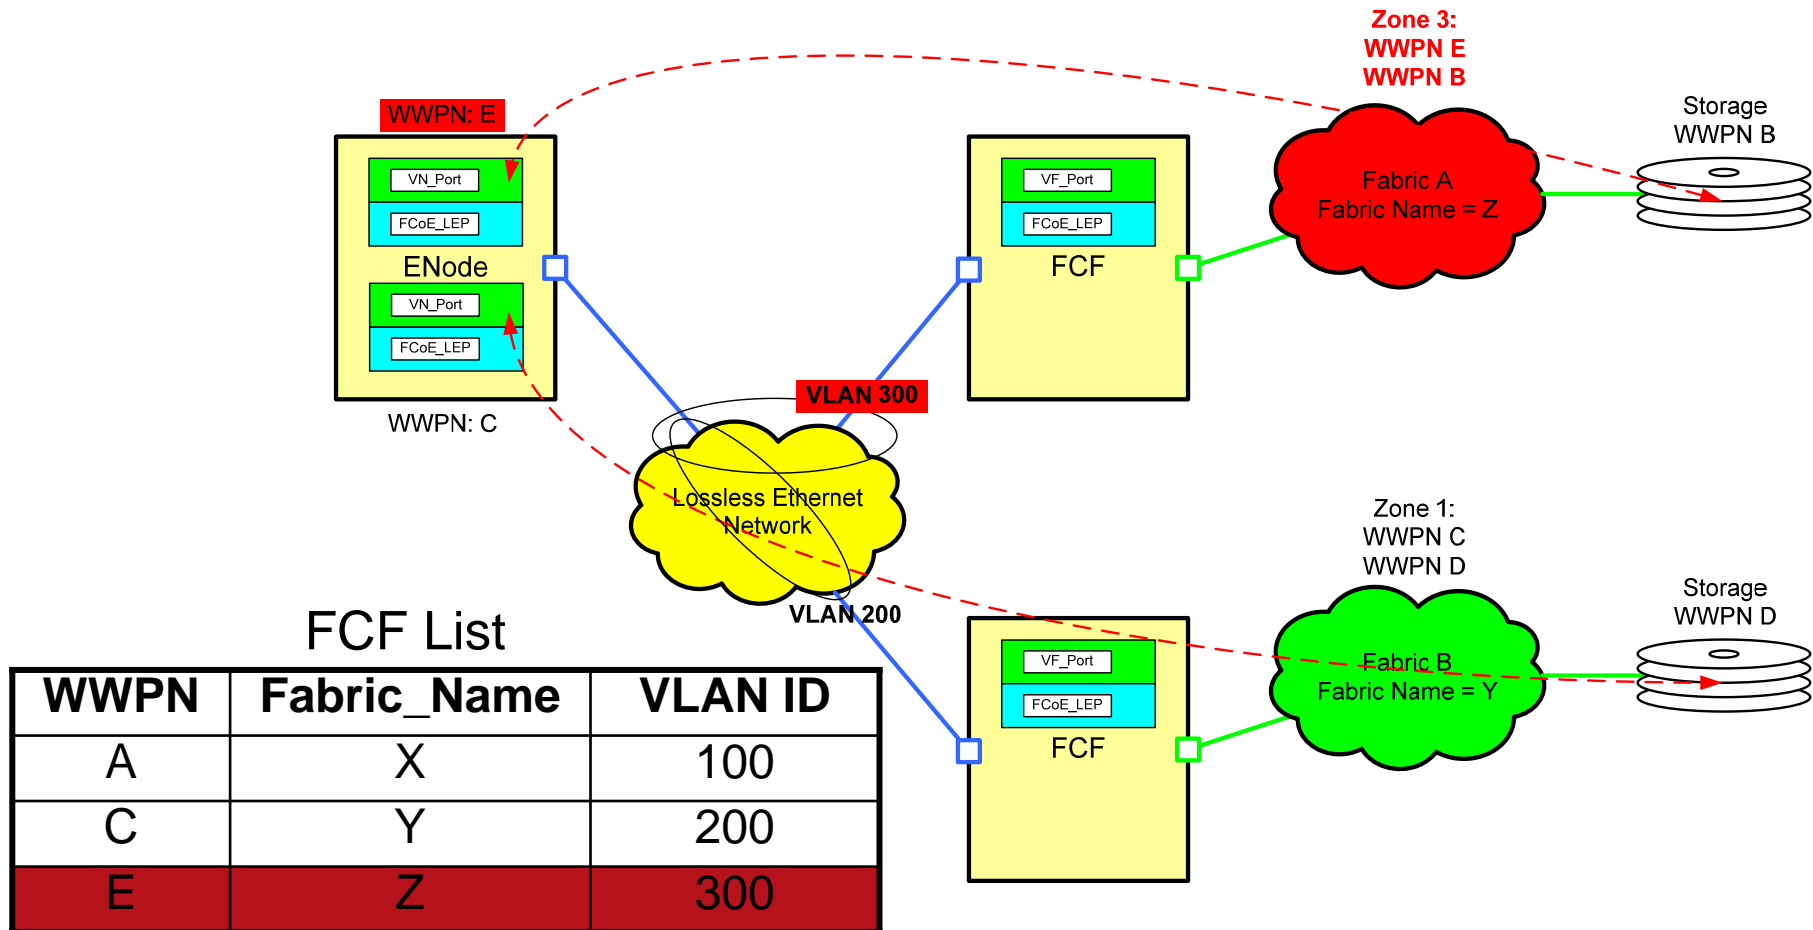 Zone 3:
WWPN E
WWPN B
Storage
WWPN B
WWPN: E
VN_Port
FCoE_LEP
ENode
VN_Port
FCoE_LEP
WWPN: C
VF_Port
FCoE_LEP
FCF
Fabric A
Fabric Name = Z
VLAN 300
Lossless Ethernet
Network
VLAN 200
Zone 1:
WWPN C
WWPN D
Storage
WWPN D
VF_Port
FCoE_LEP
FCF
Fabric B
Fabric Name = Y
FCF List
WWPN Fabric_Name VLAN ID
A X 100
C Y 200
E Z 300